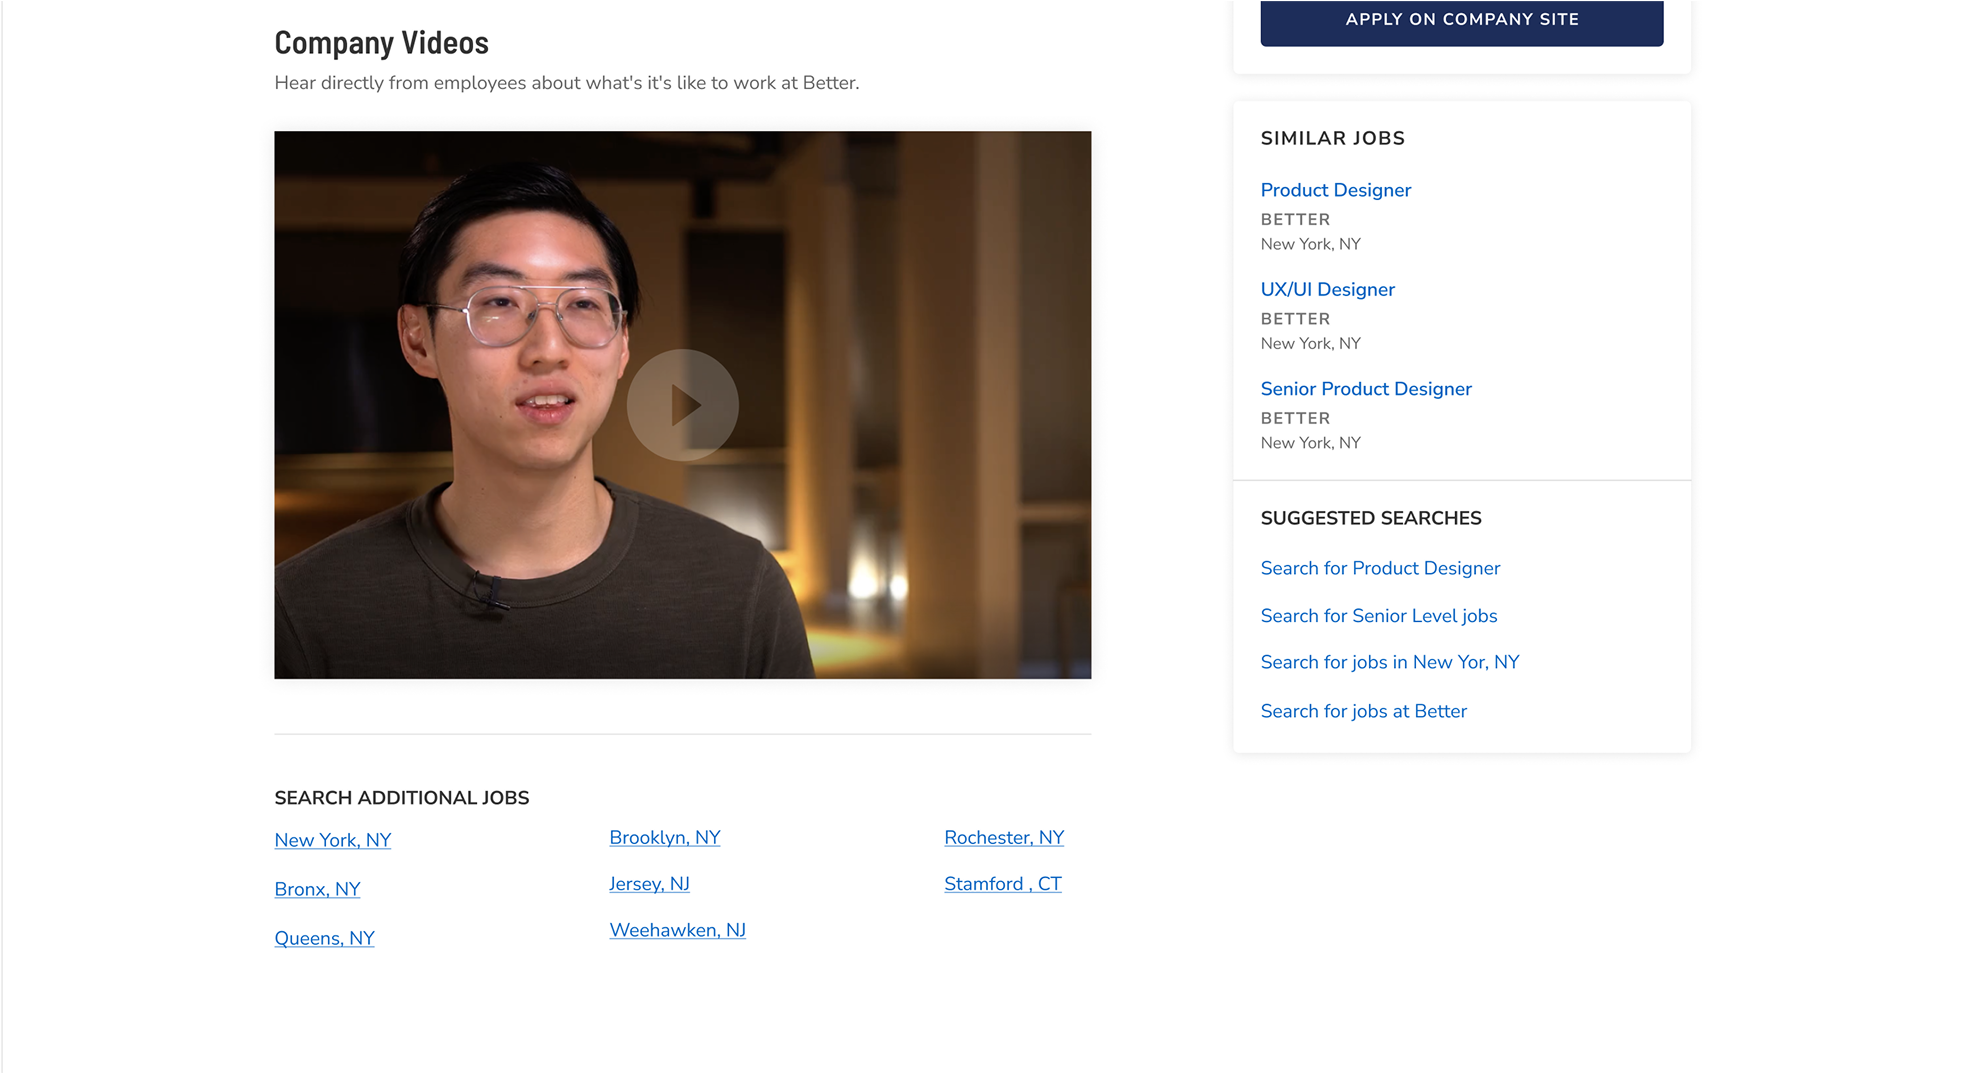 Company Videos
Hear directly from employees about what's it's like to work at Better.
APPLY ON COMPANY SITE
SIMILAR JOBS
Product Designer
BETTER
New York, NY
UX/UI Designer
BETTER
New York, NY
Senior Product Designer
BETTER
New York, NY
SUGGESTED SEARCHES
Search for Product Designer
Search for Senior Level jobs
Search for jobs in New Yor, NY
Search for jobs at Better
SEARCH ADDITIONAL JOBS
New York, NY
Bronx, NY
Queens, NY
Brooklyn, NY
Jersey, NJ
Weehawken, NJ
Rochester, NY
Stamford , CT